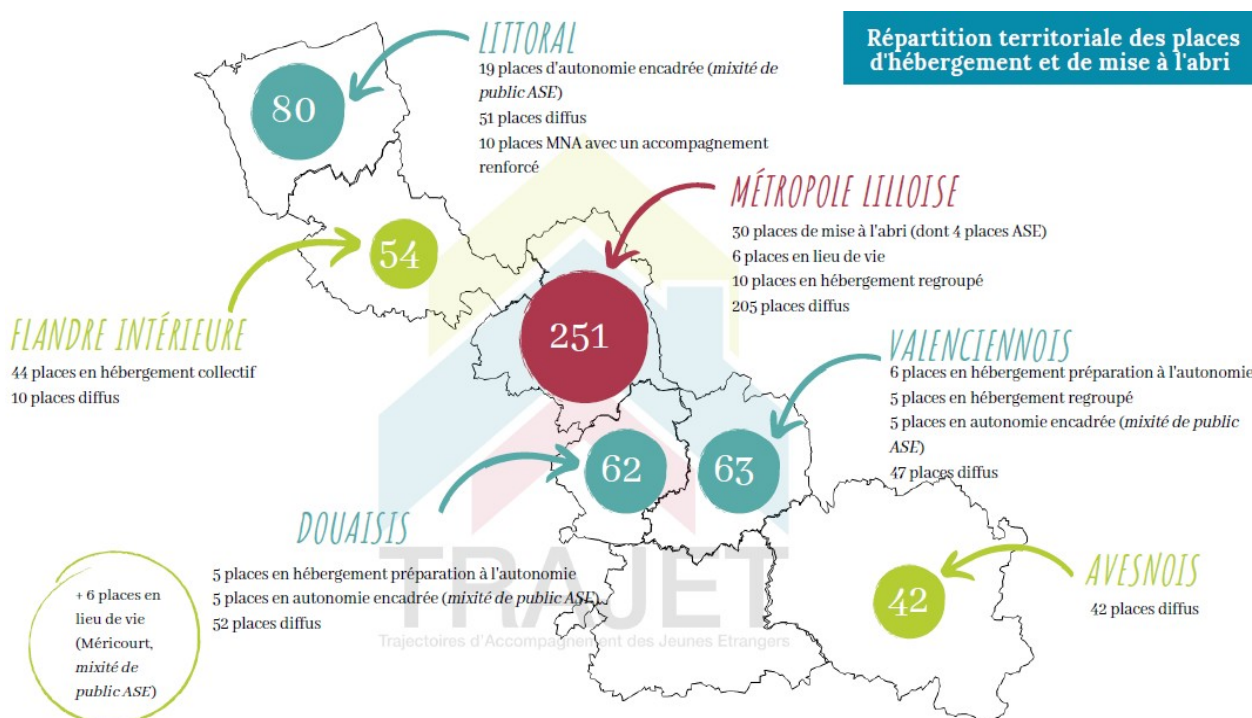 Répartition territoriale des places
d'hébergement et de mise à l'abri
LITTORAL
19 places d'autonomie encadrée (mixité de
public ASE)
51 places diffus
10 places MNA avec un accompagnement
renforcé
80
MÉTROPOLE LILLOISE
30 places de mise à l'abri (dont 4 places ASE)
6 places en lieu de vie
10 places en hébergement regroupé
205 places diffus
251
54
FLANDRE INTÉRIEURE
44 places en hébergement collectif
10 places diffus
VALENCIENNOIS
6 places en hébergement préparation à l'autonomie
5 places en hébergement regroupé
5 places en autonomie encadrée (mixité de public
ASE)
47 places diffus
62
63
DOUAISIS
5 places en hébergement préparation à l'autonomie
5 places en autonomie encadrée (mixité de public ASE)
52 places diffus
AVESNOIS
42 places diffus
42
+ 6 places en
lieu de vie
(Méricourt,
mixité de
public ASE)
TRAJET
Trajectoires d'Accompagnement des Jeunes Etrangers